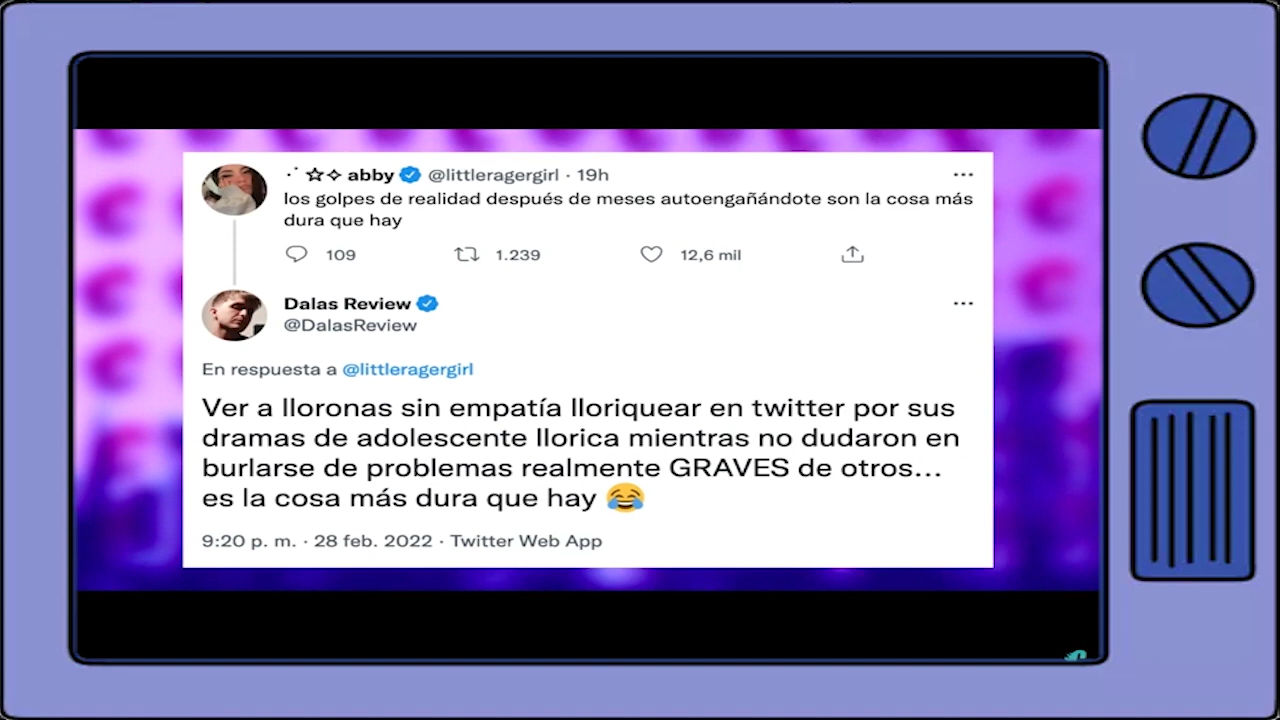 ⋰˙ ☆✧ abby @littleragergirl · 19h
los golpes de realidad después de meses autoengañándote son la cosa más
dura que hay
109 1.239 12,6 mil
Dalas Review
@DalasReview
En respuesta a @littleragergirl
Ver a lloronas sin empatía lloriquear en twitter por sus
dramas de adolescente llorica mientras no dudaron en
burlarse de problemas realmente GRAVES de otros...
es la cosa más dura que hay 😂
9:20 p. m. · 28 feb. 2022 · Twitter Web App